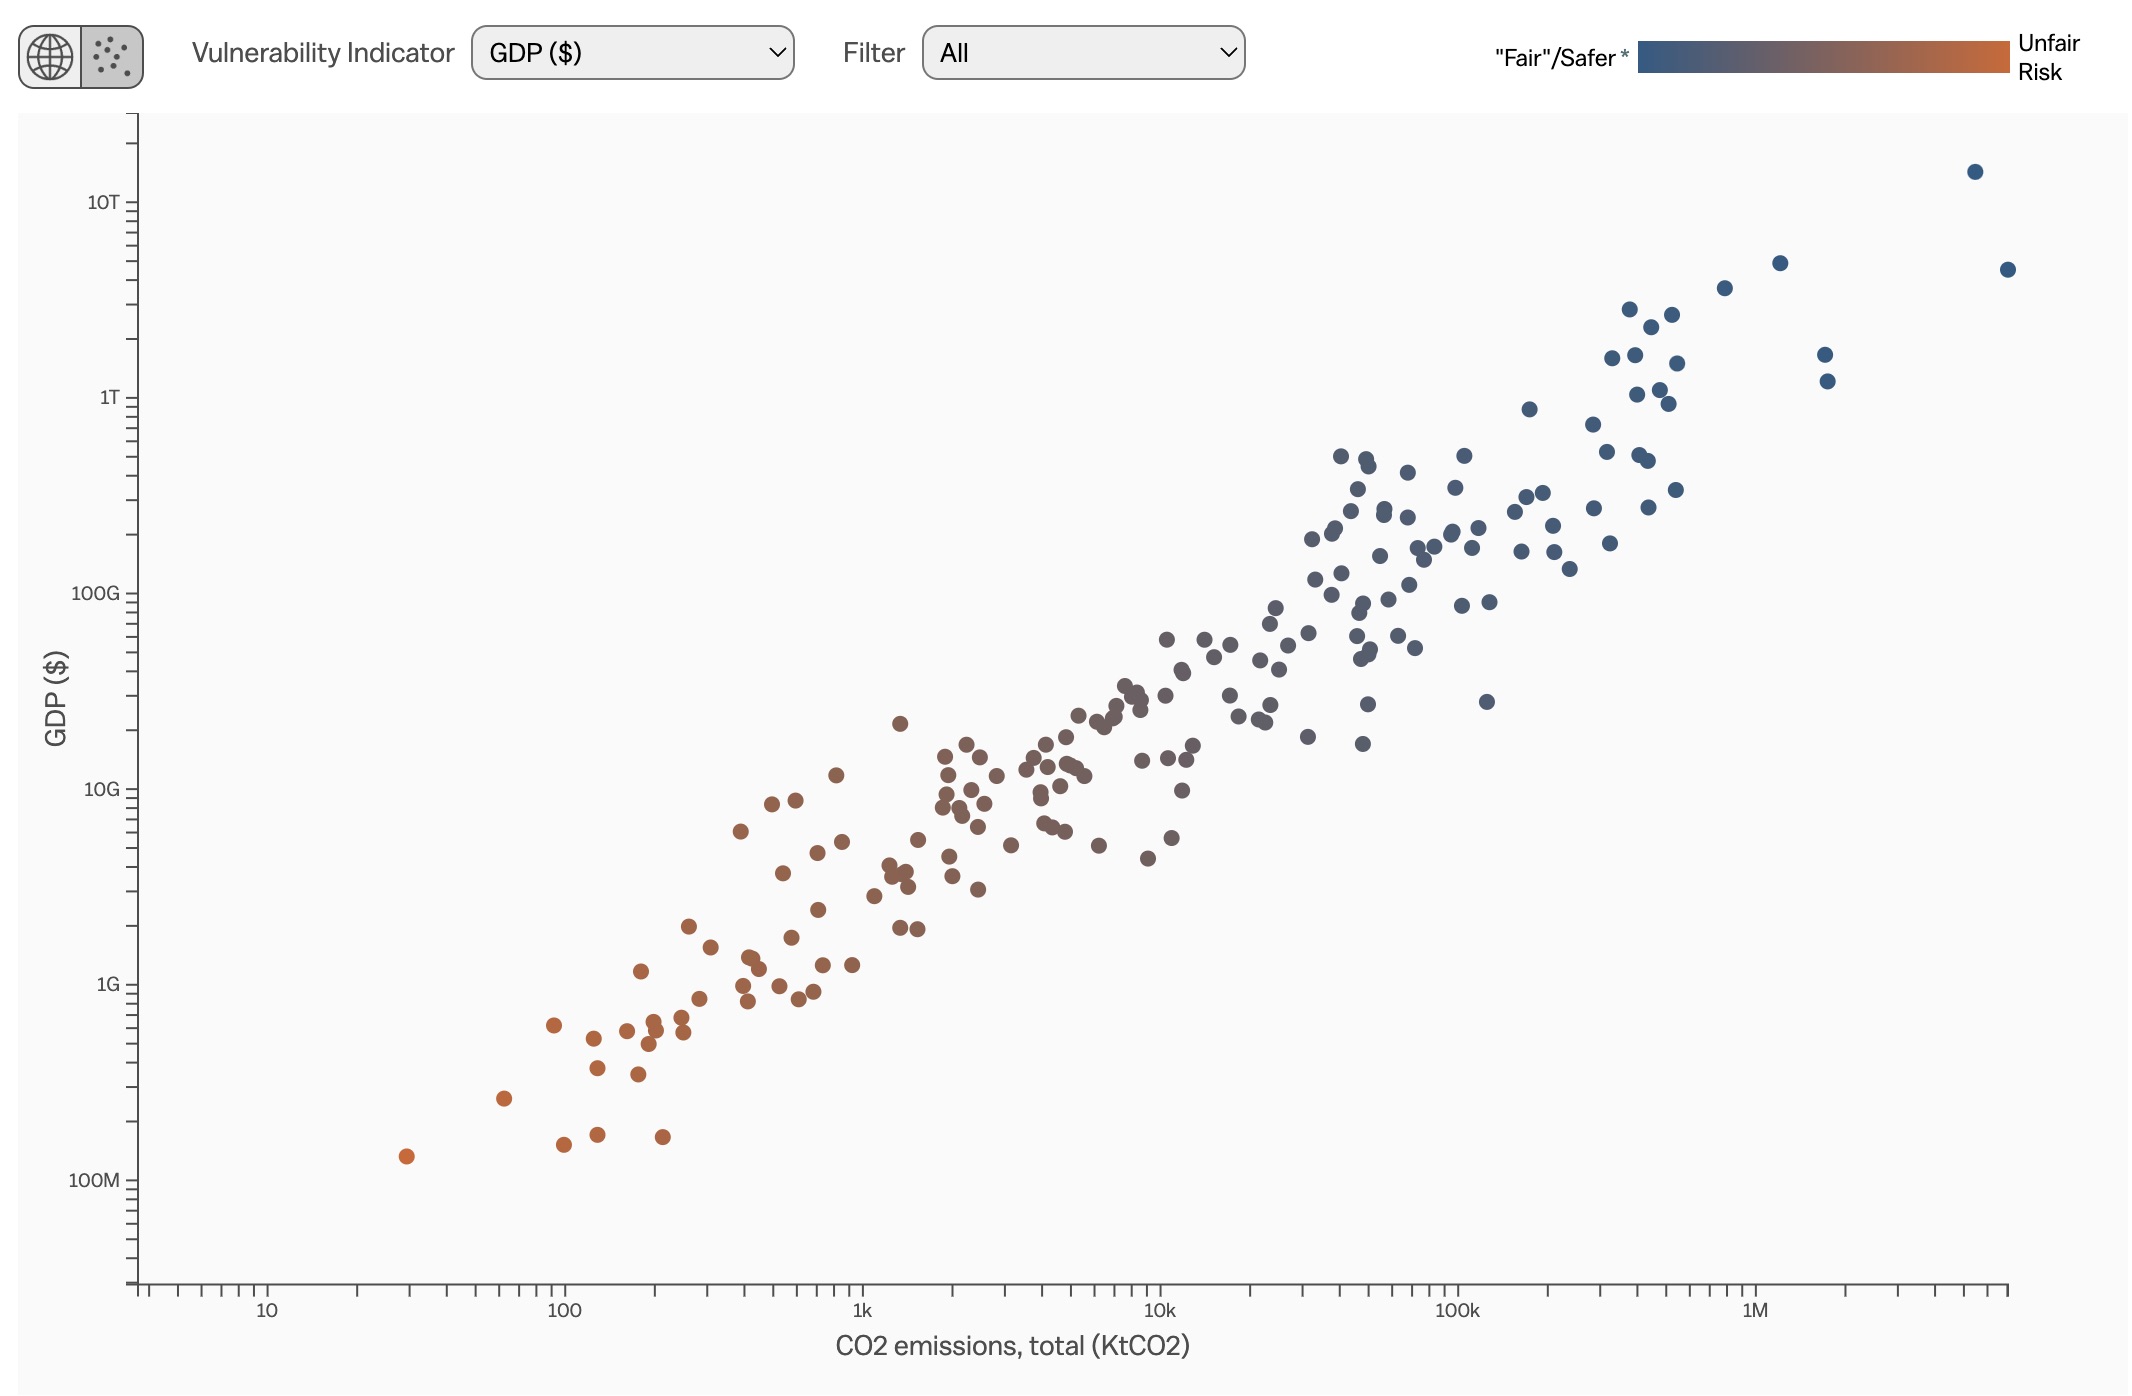 Vulnerability Indicator
GDP ($)
Filter
All
"Fair"/Safer *
Unfair
Risk
10T
1T
100G
10G
1G
100M
GDP ($)
10
100
1k
10k
100k
1M
CO2 emissions, total (KtCO2)